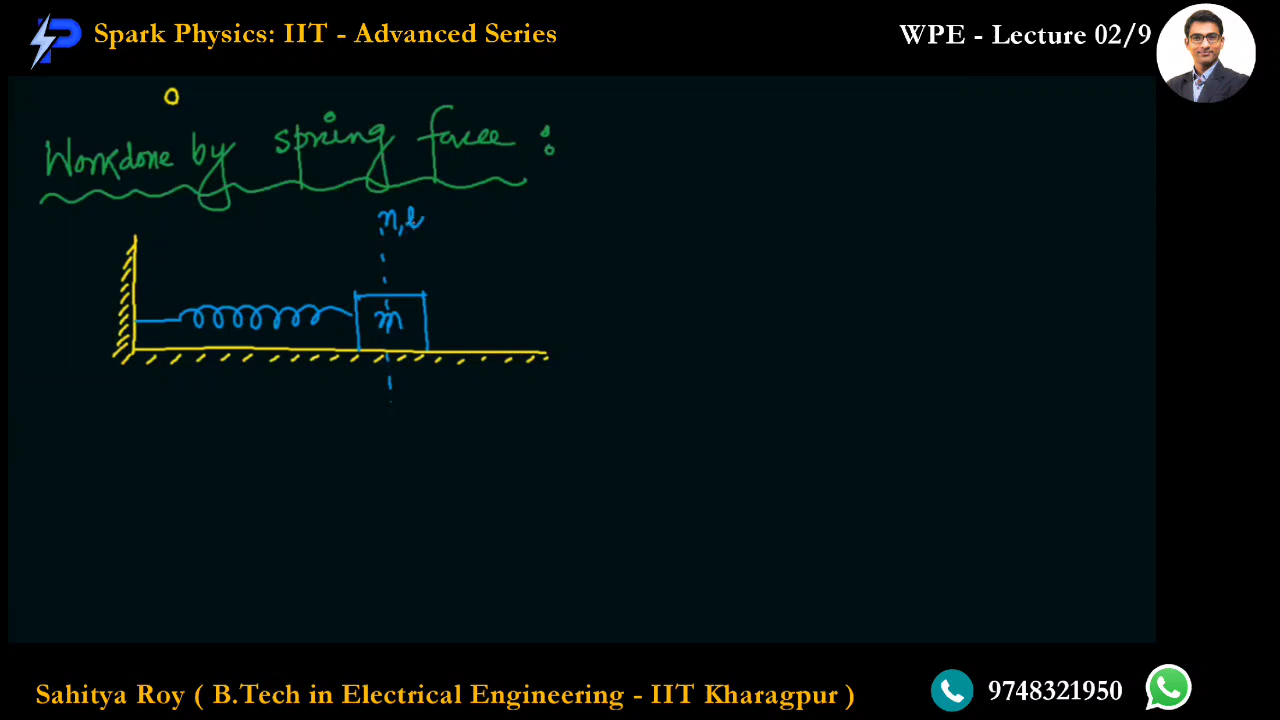 Spark Physics: IIT - Advanced Series
WPE - Lecture 02/9
Workdone by spring force :
n, l
m
Sahitya Roy ( B.Tech in Electrical Engineering - IIT Kharagpur )
9748321950